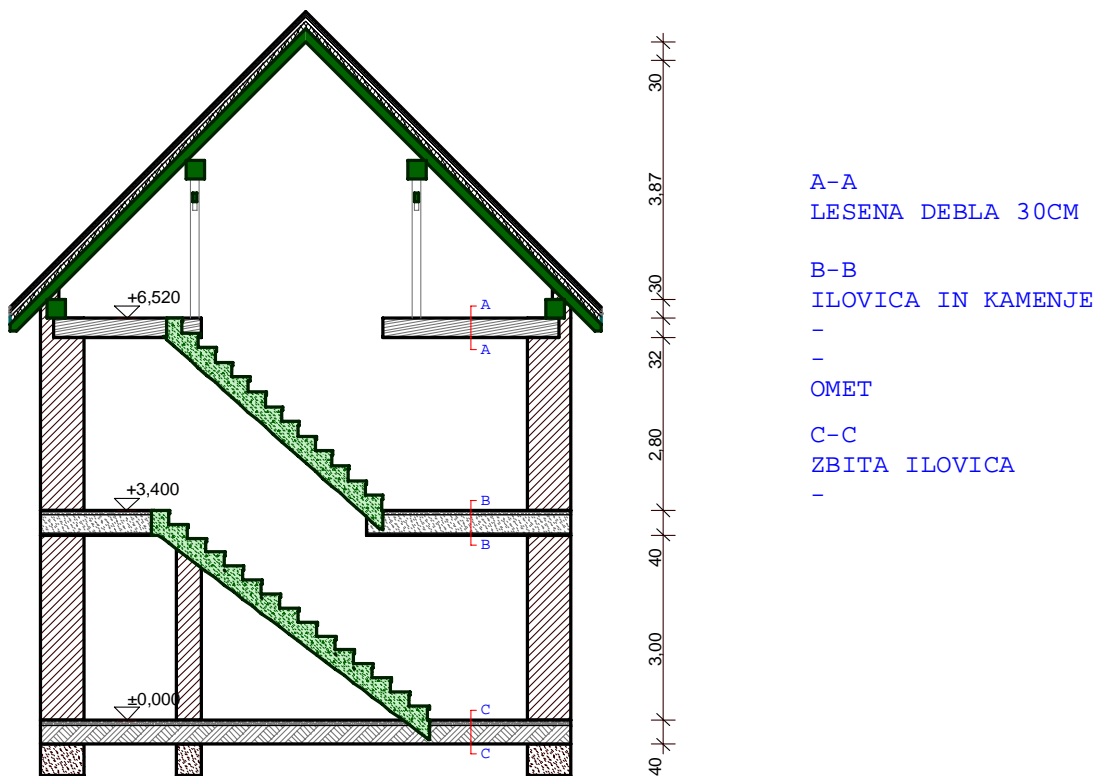 +6,520
A
A
+3,400
B
B
±0,000
C
C
30
3,87
30
32
2,80
40
3,00
40
A-A
LESENA DEBLA 30CM
B-B
ILOVICA IN KAMENJE
-
-
OMET
C-C
ZBITA ILOVICA
-